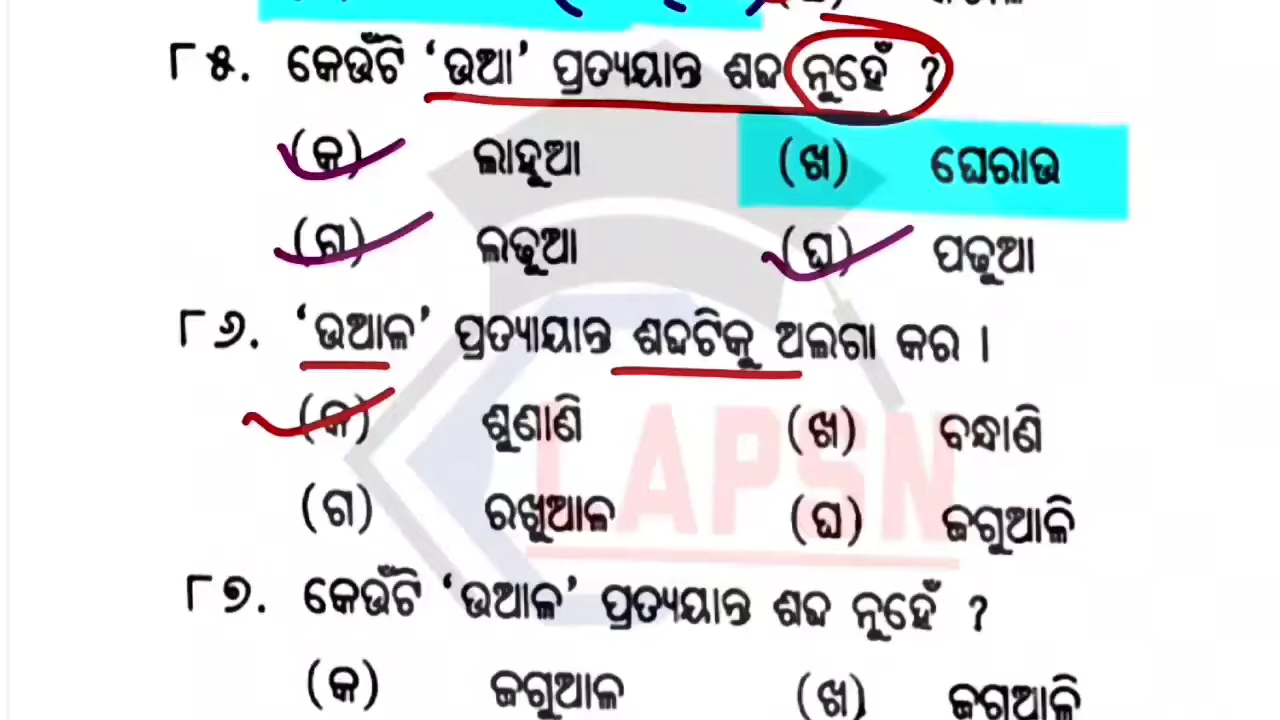 ୮୫. କେଉଁଟି ‘ଉଆ’ ପ୍ରତ୍ୟୟାନ୍ତ ଶବ୍ଦ ନୁହେଁ ?
(କ) ଲାହୁଆ (ଖ) ଘେରାଉ
(ଗ) ଲଢୁଆ (ଘ) ପଢୁଆ
୮୬. ‘ଉଆଳ’ ପ୍ରତ୍ୟାୟାନ୍ତ ଶବ୍ଦଟିକୁ ଅଲଗା କର ।
(କ) ଶୁଣାଣି (ଖ) ବନ୍ଧାଣି
(ଗ) ରଖୁଆଳ (ଘ) ଜଗୁଆଳି
LAPSN
୮୭. କେଉଁଟି ‘ଉଆଳ’ ପ୍ରତ୍ୟୟାନ୍ତ ଶବ୍ଦ ନୁହେଁ ?
(କ) ଜଗୁଆଳ (ଖ) ଜଗୁଆଳି